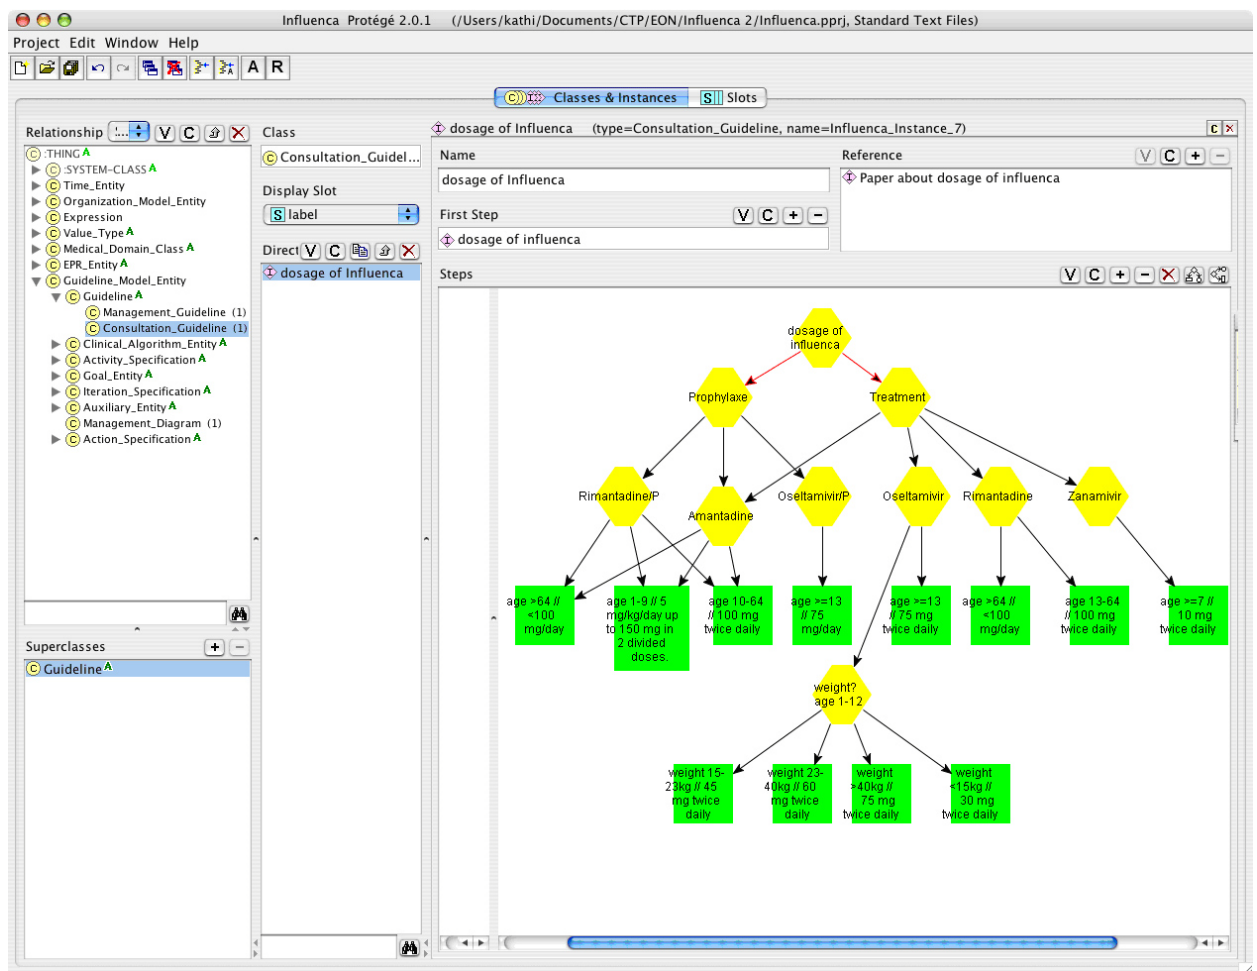 Influenca Protégé 2.0.1 (/Users/kathi/Documents/CTP/EON/Influenca 2/Influenca.pprj, Standard Text Files)
Project Edit Window Help
A R
C I Classes & Instances S Slots
Relationship :... V C
C :THING A
C :SYSTEM-CLASS A
C Time_Entity
C Organization_Model_Entity
C Expression
C Value_Type A
C Medical_Domain_Class A
C EPR_Entity A
C Guideline_Model_Entity
C Guideline A
C Management_Guideline (1)
C Consultation_Guideline (1)
C Clinical_Algorithm_Entity A
C Activity_Specification A
C Goal_Entity A
C Iteration_Specification A
C Auxiliary_Entity A
C Management_Diagram (1)
C Action_Specification A
Superclasses + −
C Guideline A
Class
C Consultation_Guidel...
Display Slot
S label
Direct V C
I dosage of Influenca
I dosage of Influenca (type=Consultation_Guideline, name=Influenca_Instance_7) C X
Name
dosage of Influenca
First Step V C + −
I dosage of influenca
Reference V C + −
I Paper about dosage of influenca
Steps V C + −
dosage of
influenca
Prophylaxe
Treatment
Rimantadine/P
Amantadine
Oseltamivir/P
Oseltamivir
Rimantadine
Zanamivir
age >64 //
<100
mg/day
age 1-9 // 5
mg/kg/day up
to 150 mg in
2 divided
doses.
age 10-64
// 100 mg
twice daily
age >=13
// 75
mg/day
age >=13
// 75 mg
twice daily
age >64 //
<100
mg/day
age 13-64
// 100 mg
twice daily
age >=7 //
10 mg
twice daily
weight?
age 1-12
weight 15-
23kg // 45
mg twice
daily
weight 23-
40kg // 60
mg twice
daily
weight
>40kg //
75 mg
twice daily
weight
<15kg //
30 mg
twice daily